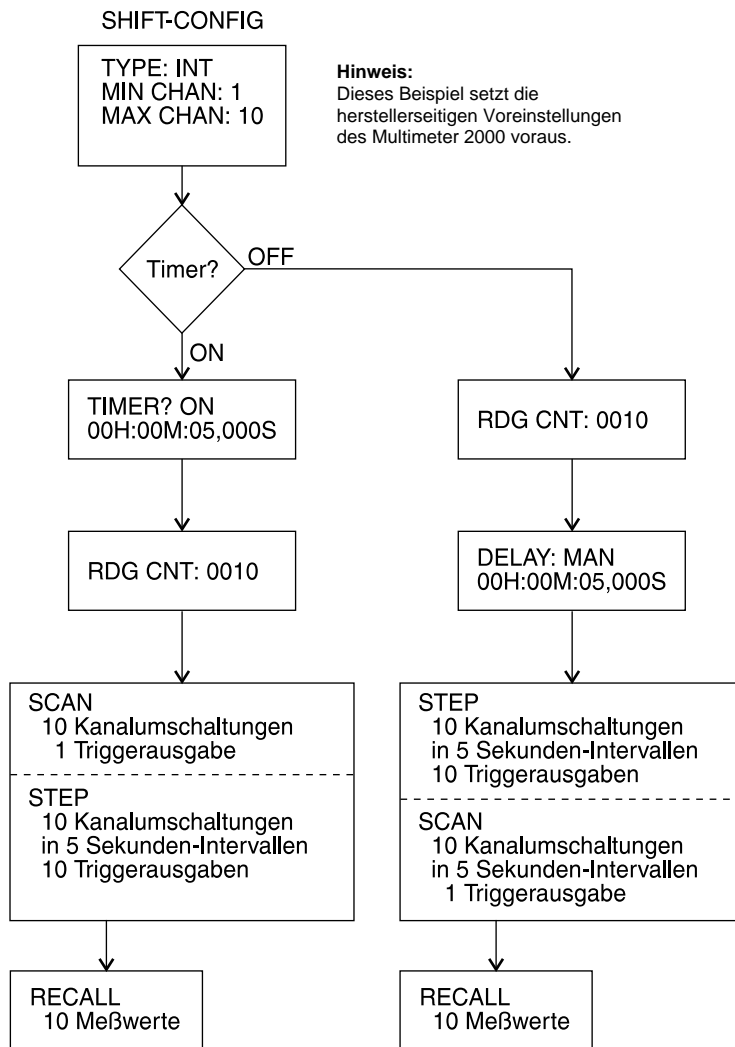 SHIFT-CONFIG
TYPE: INT
MIN CHAN: 1
MAX CHAN: 10
Hinweis:
Dieses Beispiel setzt die
herstellerseitigen Voreinstellungen
des Multimeter 2000 voraus.
Timer?
OFF
ON
TIMER? ON
00H:00M:05,000S
RDG CNT: 0010
RDG CNT: 0010
DELAY: MAN
00H:00M:05,000S
SCAN
10 Kanalumschaltungen
1 Triggerausgabe
STEP
10 Kanalumschaltungen
in 5 Sekunden-Intervallen
10 Triggerausgaben
STEP
10 Kanalumschaltungen
in 5 Sekunden-Intervallen
10 Triggerausgaben
SCAN
10 Kanalumschaltungen
in 5 Sekunden-Intervallen
1 Triggerausgabe
RECALL
10 Meßwerte
RECALL
10 Meßwerte